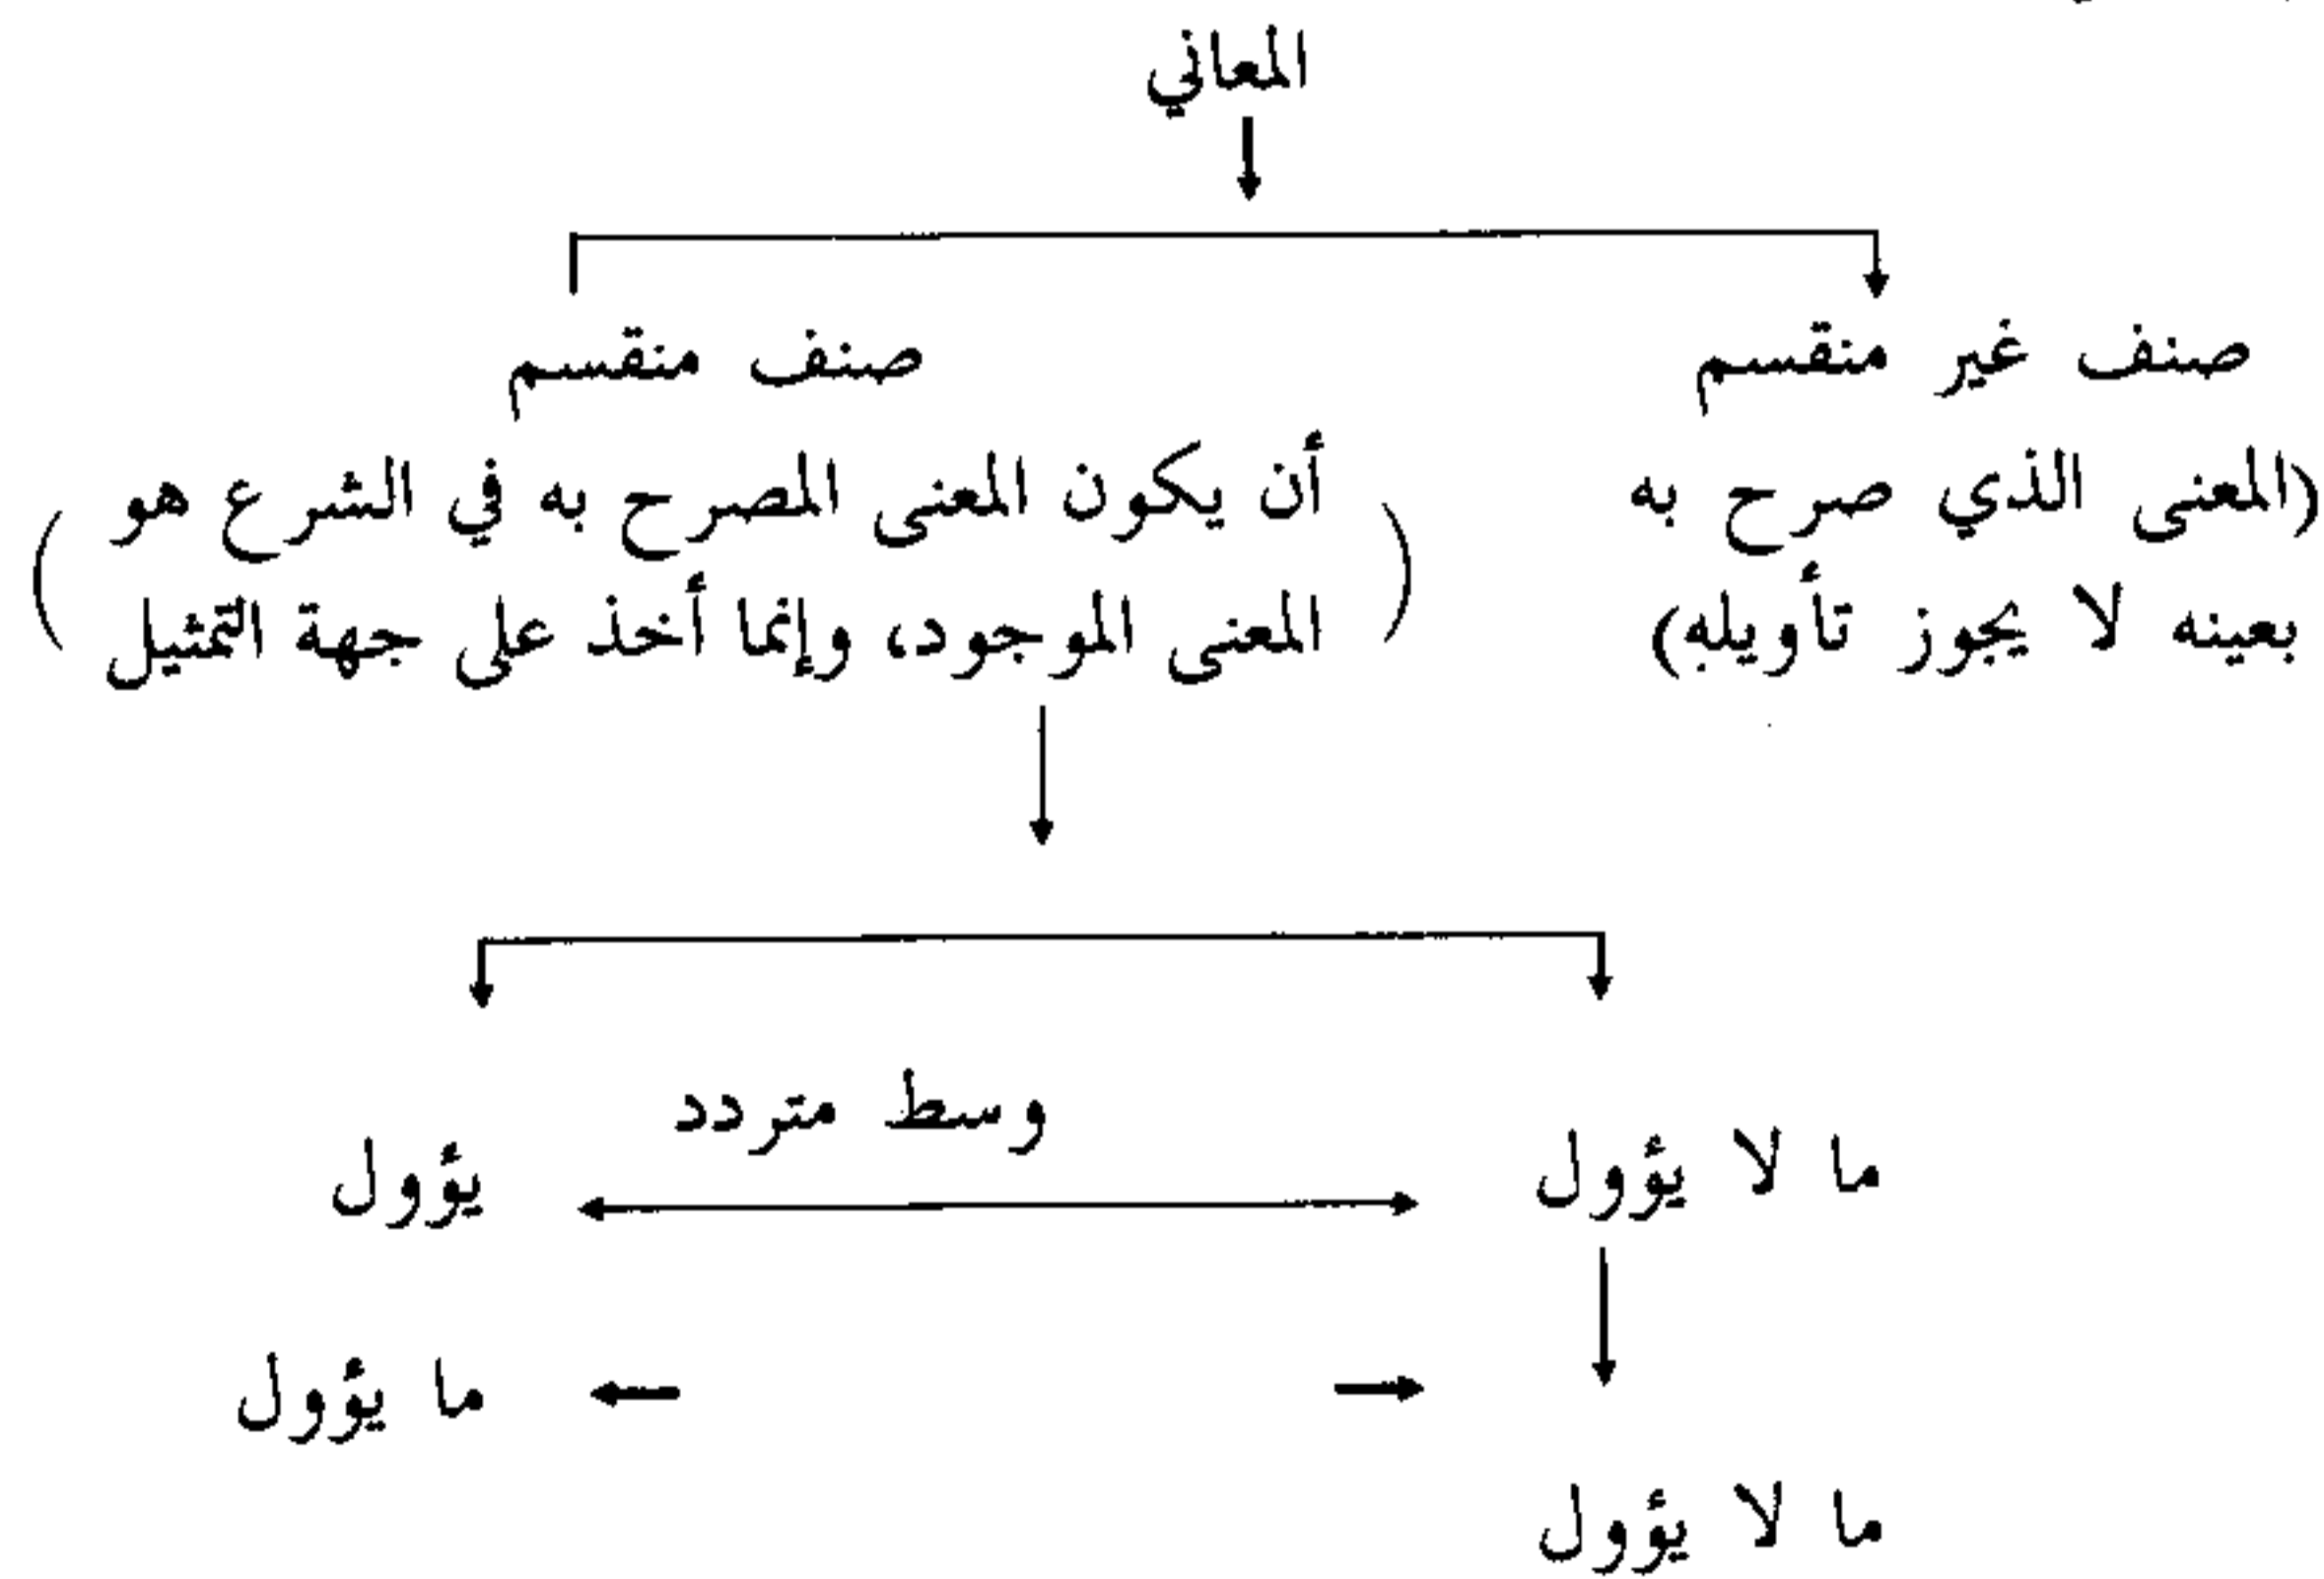 المعاني
صنف غير منقسم
صنف منقسم
(المعنى الذي صرح به
بعينه لا يجوز تأويله)
(أن يكون المعنى المصرح به في الشرع هو
المعنى الموجود، وإنما أخذ على جهة التمثيل)
وسط متردد
ما لا يؤول
يؤول
ما يؤول
ما لا يؤول